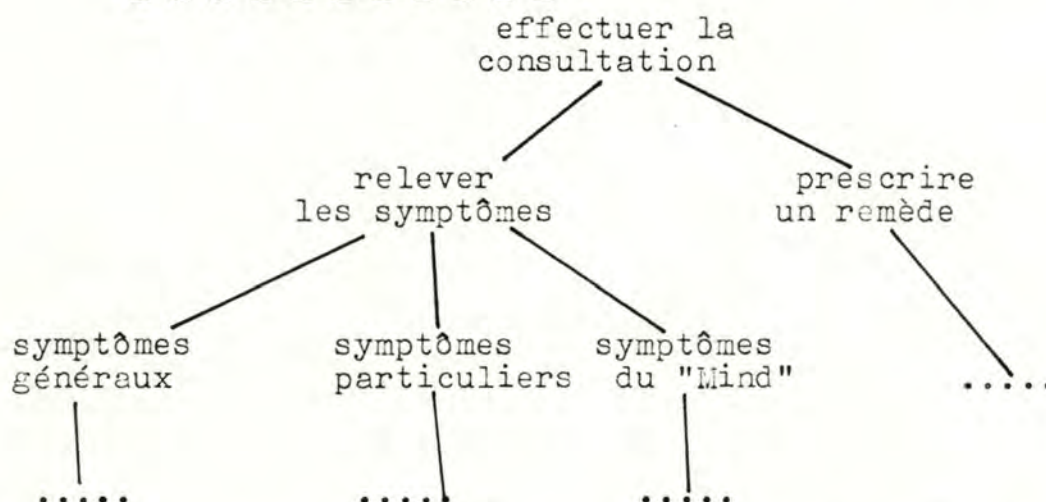 effectuer la
consultation
relever
les symptômes
prescrire
un remède
symptômes
généraux
symptômes
particuliers
symptômes
du "Mind"
.....
.....
.....
.....